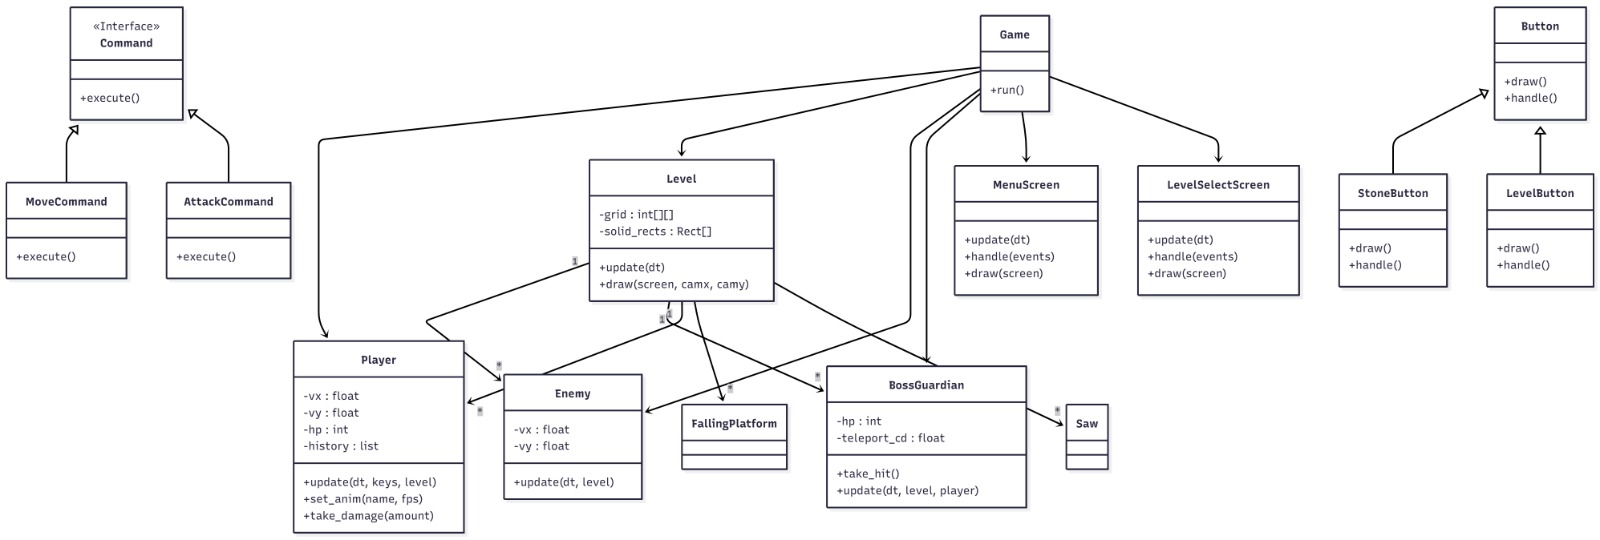 «Interface»
Command
+execute()
MoveCommand
+execute()
AttackCommand
+execute()
Game
+run()
Level
-grid : int[][]
-solid_rects : Rect[]
+update(dt)
+draw(screen, camx, camy)
MenuScreen
+update(dt)
+handle(events)
+draw(screen)
LevelSelectScreen
+update(dt)
+handle(events)
+draw(screen)
Button
+draw()
+handle()
StoneButton
+draw()
+handle()
LevelButton
+draw()
+handle()
1
1
1
*
*
*
*
*
Player
-vx : float
-vy : float
-hp : int
-history : list
+update(dt, keys, level)
+set_anim(name, fps)
+take_damage(amount)
Enemy
-vx : float
-vy : float
+update(dt, level)
FallingPlatform
BossGuardian
-hp : int
-teleport_cd : float
+take_hit()
+update(dt, level, player)
Saw